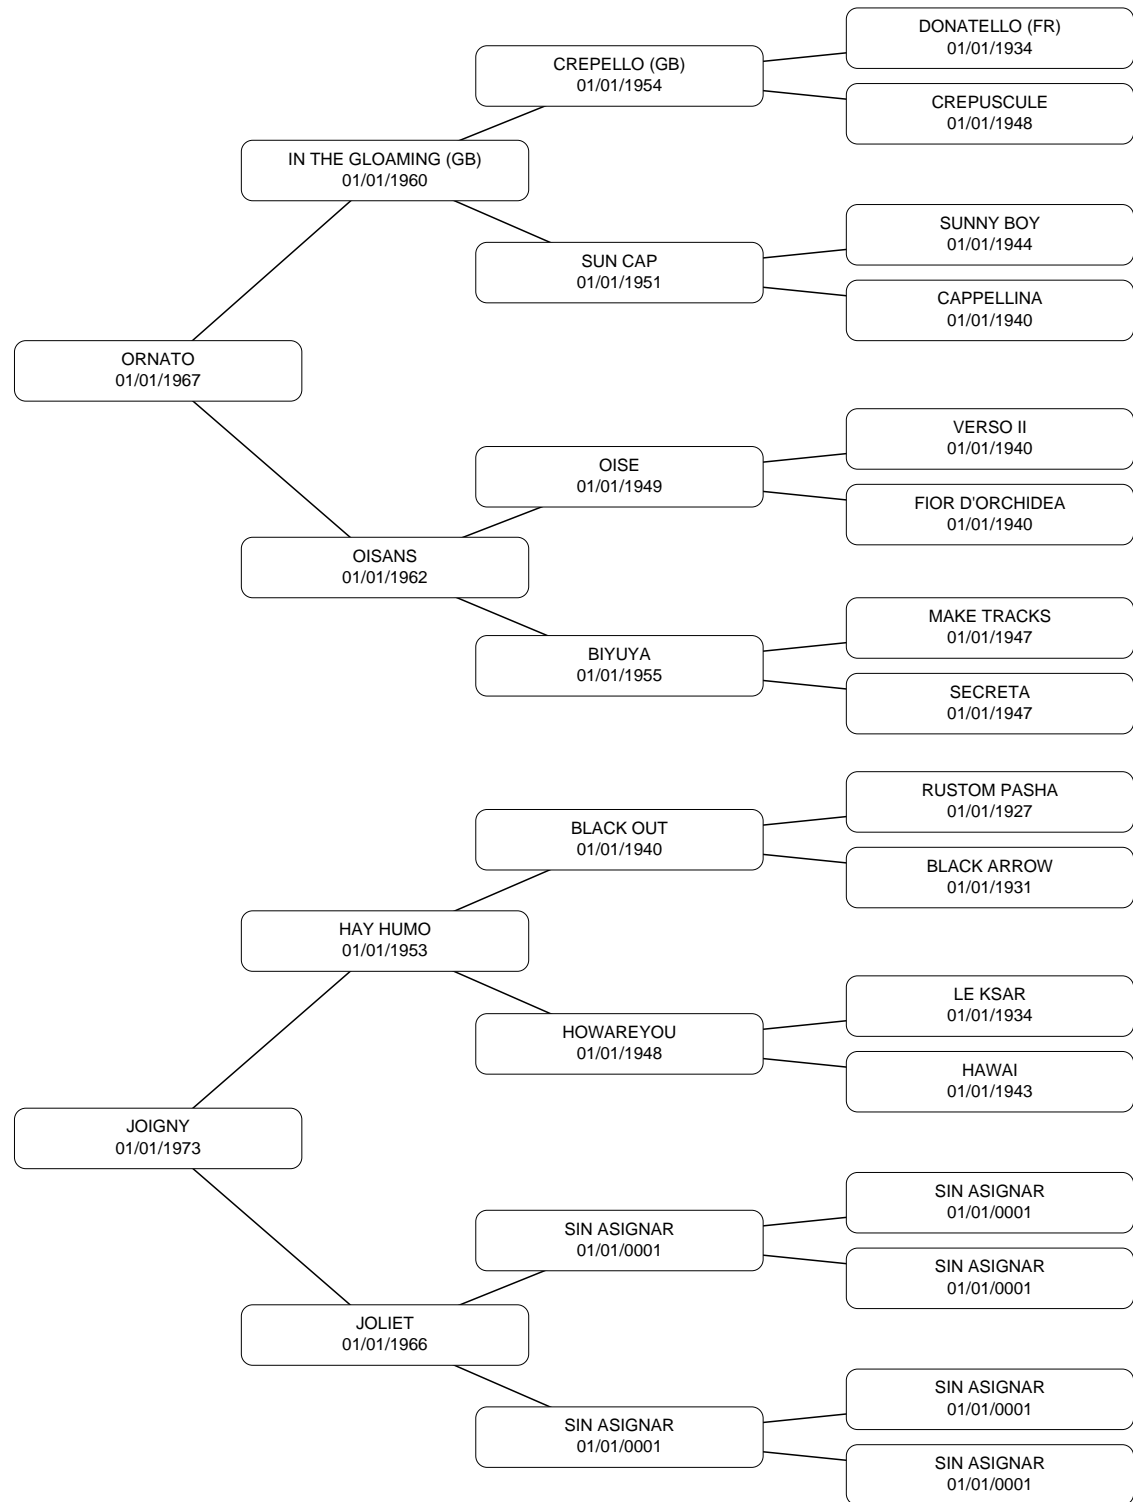 DONATELLO (FR)
01/01/1934
CREPELLO (GB)
01/01/1954
CREPUSCULE
01/01/1948
IN THE GLOAMING (GB)
01/01/1960
SUNNY BOY
01/01/1944
SUN CAP
01/01/1951
CAPPELLINA
01/01/1940
ORNATO
01/01/1967
VERSO II
01/01/1940
OISE
01/01/1949
FIOR D'ORCHIDEA
01/01/1940
OISANS
01/01/1962
MAKE TRACKS
01/01/1947
BIYUYA
01/01/1955
SECRETA
01/01/1947
RUSTOM PASHA
01/01/1927
BLACK OUT
01/01/1940
BLACK ARROW
01/01/1931
HAY HUMO
01/01/1953
LE KSAR
01/01/1934
HOWAREYOU
01/01/1948
HAWAI
01/01/1943
JOIGNY
01/01/1973
SIN ASIGNAR
01/01/0001
SIN ASIGNAR
01/01/0001
SIN ASIGNAR
01/01/0001
JOLIET
01/01/1966
SIN ASIGNAR
01/01/0001
SIN ASIGNAR
01/01/0001
SIN ASIGNAR
01/01/0001